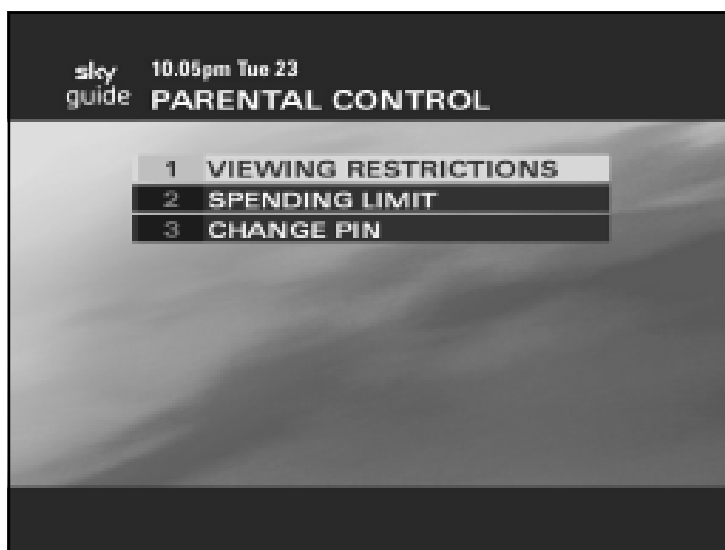 sky 10.05pm Tue 23
guide PARENTAL CONTROL
1 VIEWING RESTRICTIONS
2 SPENDING LIMIT
3 CHANGE PIN